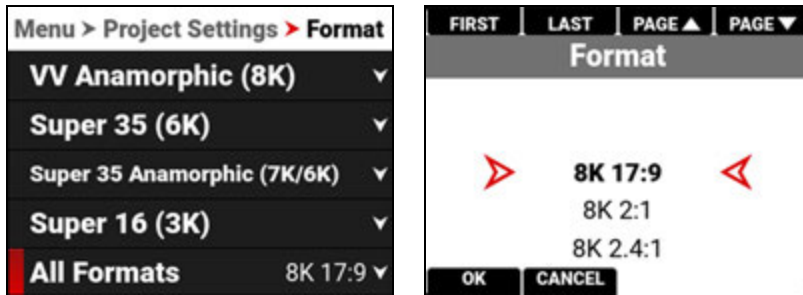 Menu > Project Settings > Format
VV Anamorphic (8K)
Super 35 (6K)
Super 35 Anamorphic (7K/6K)
Super 16 (3K)
All Formats 8K 17:9
FIRST LAST PAGE▲ PAGE▼
Format
8K 17:9
8K 2:1
8K 2.4:1
OK CANCEL